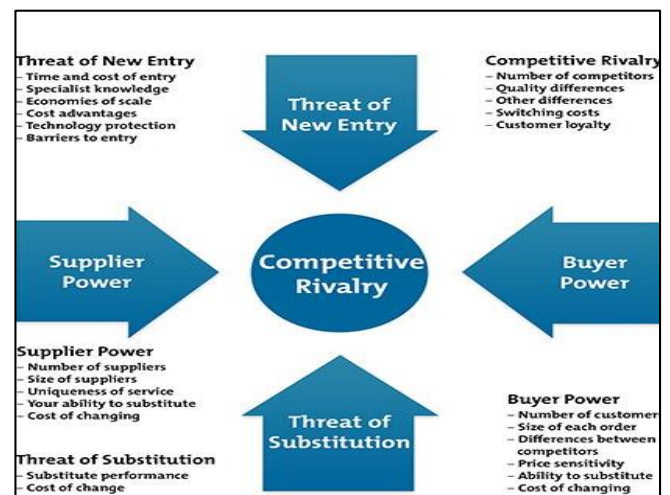 Threat of New Entry
– Time and cost of entry
– Specialist knowledge
– Economies of scale
– Cost advantages
– Technology protection
– Barriers to entry
Threat of
New Entry
Competitive Rivalry
– Number of competitors
– Quality differences
– Other differences
– Switching costs
– Customer loyalty
Supplier
Power
Competitive
Rivalry
Buyer
Power
Supplier Power
– Number of suppliers
– Size of suppliers
– Uniqueness of service
– Your ability to substitute
– Cost of changing
Threat of
Substitution
Buyer Power
– Number of customer
– Size of each order
– Differences between
competitors
– Price sensitivity
– Ability to substitute
– Cost of changing
Threat of Substitution
– Substitute performance
– Cost of change